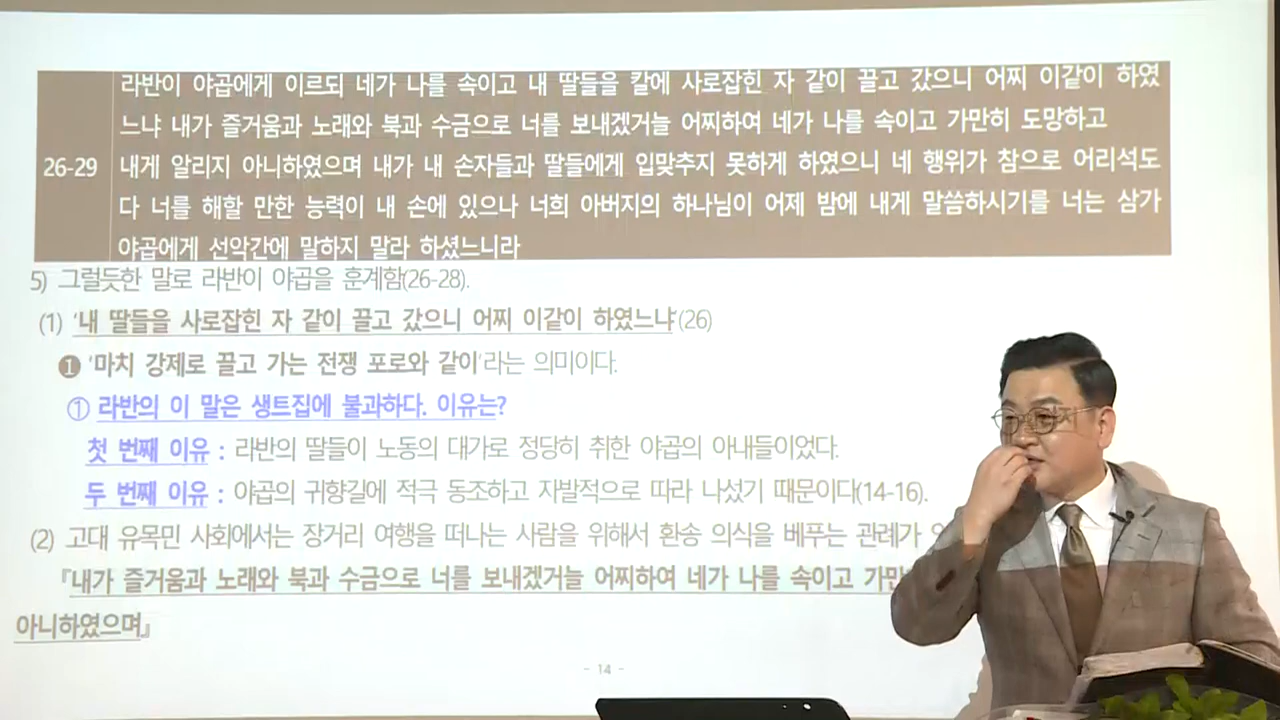 라반이 야곱에게 이르되 네가 나를 속이고 내 딸들을 칼에 사로잡힌 자 같이 끌고 갔으니 어찌 이같이 하였
느냐 내가 즐거움과 노래와 북과 수금으로 너를 보내겠거늘 어찌하여 네가 나를 속이고 가만히 도망하고
26-29 내게 알리지 아니하였으며 내가 내 손자들과 딸들에게 입맞추지 못하게 하였으니 네 행위가 참으로 어리석도
다 너를 해할 만한 능력이 내 손에 있으나 너희 아버지의 하나님이 어제 밤에 내게 말씀하시기를 너는 삼가
야곱에게 선악간에 말하지 말라 하셨느니라
5) 그럴듯한 말로 라반이 야곱을 훈계함(26-28).
(1) '내 딸들을 사로잡힌 자 같이 끌고 갔으니 어찌 이같이 하였느냐'(26)
❶ '마치 강제로 끌고 가는 전쟁 포로와 같이'라는 의미이다.
① 라반의 이 말은 생트집에 불과하다. 이유는?
첫 번째 이유 : 라반의 딸들이 노동의 대가로 정당히 취한 야곱의 아내들이었다.
두 번째 이유 : 야곱의 귀향길에 적극 동조하고 자발적으로 따라 나섰기 때문이다(14-16).
(2) 고대 유목민 사회에서는 장거리 여행을 떠나는 사람을 위해서 환송 의식을 베푸는 관례가
『내가 즐거움과 노래와 북과 수금으로 너를 보내겠거늘 어찌하여 네가 나를 속이고
아니하였으며』
- 14 -